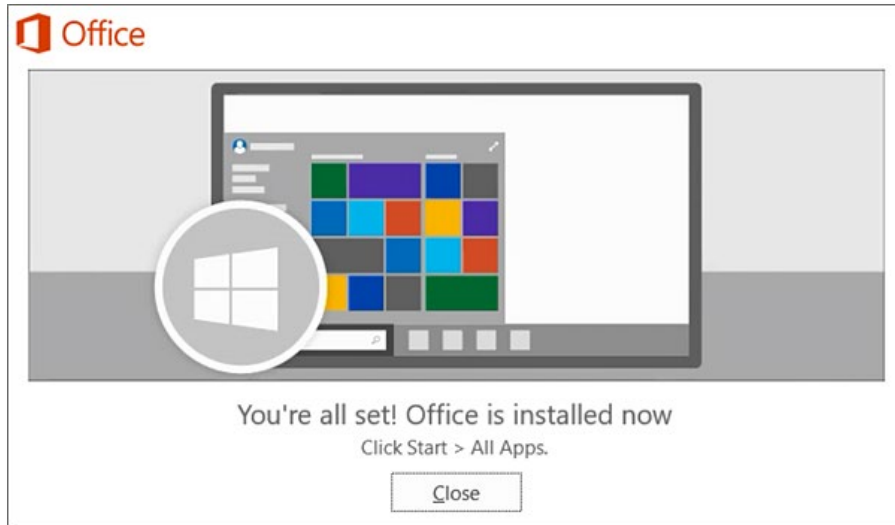 Office
You're all set! Office is installed now
Click Start > All Apps.
Close